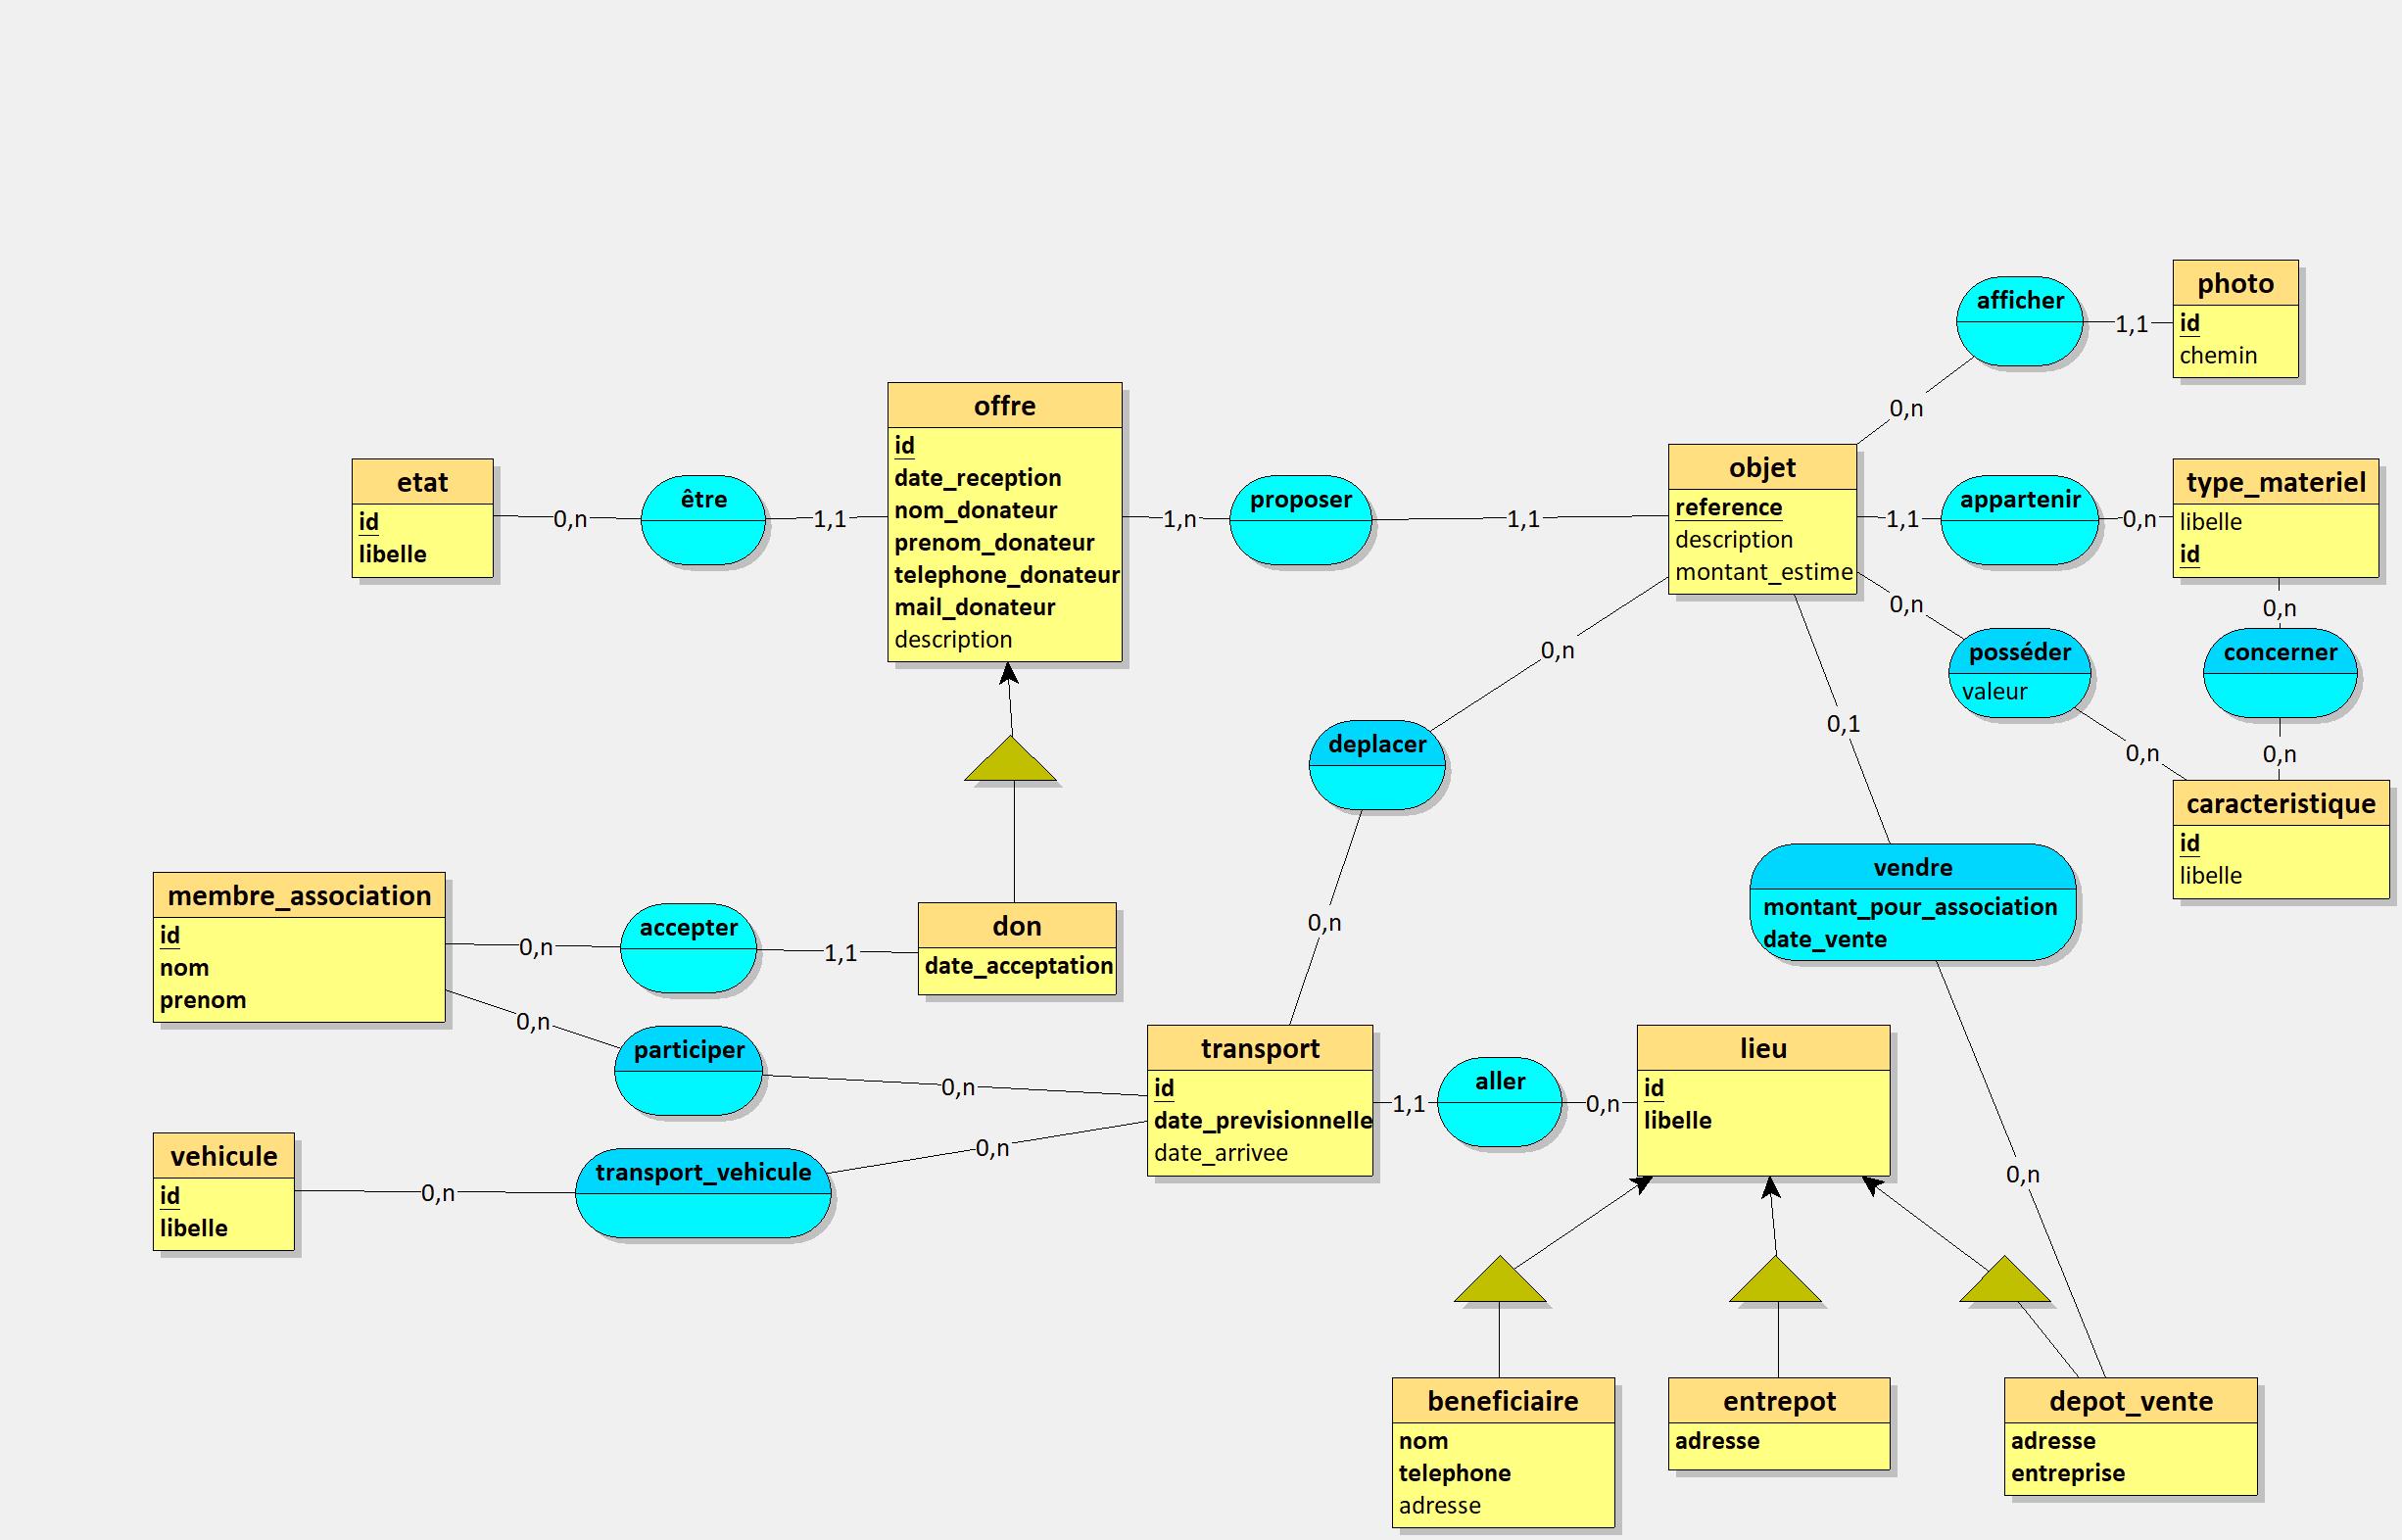 photo
id
chemin
afficher
1,1
0,n
offre
id
date_reception
nom_donateur
prenom_donateur
telephone_donateur
mail_donateur
description
etat
id
libelle
0,n
être
1,1
1,n
proposer
1,1
objet
reference
description
montant_estime
1,1
appartenir
0,n
type_materiel
libelle
id
0,n
posséder
valeur
0,n
0,n
concerner
0,n
caracteristique
id
libelle
0,n
deplacer
0,n
0,1
vendre
montant_pour_association
date_vente
0,n
membre_association
id
nom
prenom
0,n
accepter
1,1
don
date_acceptation
0,n
participer
0,n
vehicule
id
libelle
0,n
transport_vehicule
0,n
transport
id
date_previsionnelle
date_arrivee
1,1
aller
0,n
lieu
id
libelle
beneficiaire
nom
telephone
adresse
entrepot
adresse
depot_vente
adresse
entreprise